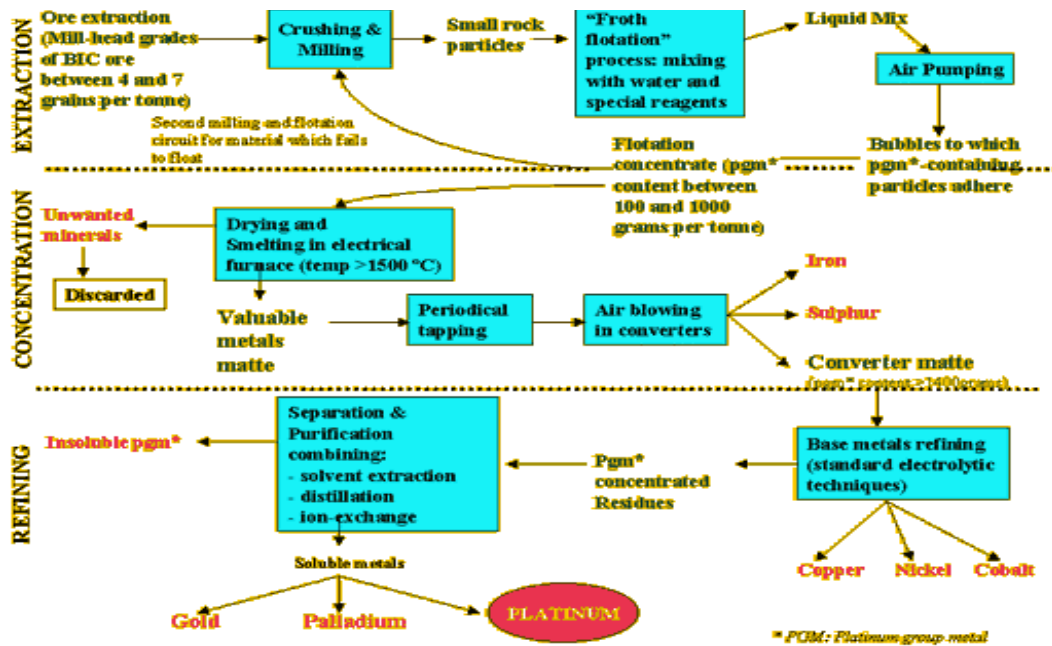 EXTRACTION
Ore extraction
(Mill-head grades
of BIC ore
between 4 and 7
grains per tonne)
Crushing &
Milling
Small rock
particles
“Froth
flotation”
process: mixing
with water and
special reagents
Liquid Mix
Air Pumping
Second milling and flotation
circuit for material which fails
to float
Flotation
concentrate (pgm*
content between
100 and 1000
grams per tonne)
Bubbles to which
pgm*-containing
particles adhere
CONCENTRATION
Unwanted
minerals
Discarded
Drying and
Smelting in electrical
furnace (temp >1500 °C)
Valuable
metals
matte
Periodical
tapping
Air blowing
in converters
Iron
Sulphur
Converter matte
(pgm* content >1400grams)
REFINING
Insoluble pgm*
Separation &
Purification
combining:
- solvent extraction
- distillation
- ion-exchange
Pgm*
concentrated
Residues
Base metals refining
(standard electrolytic
techniques)
Copper
Nickel
Cobalt
Soluble metals
Gold
Palladium
PLATINUM
* PGM: Platinum group metal